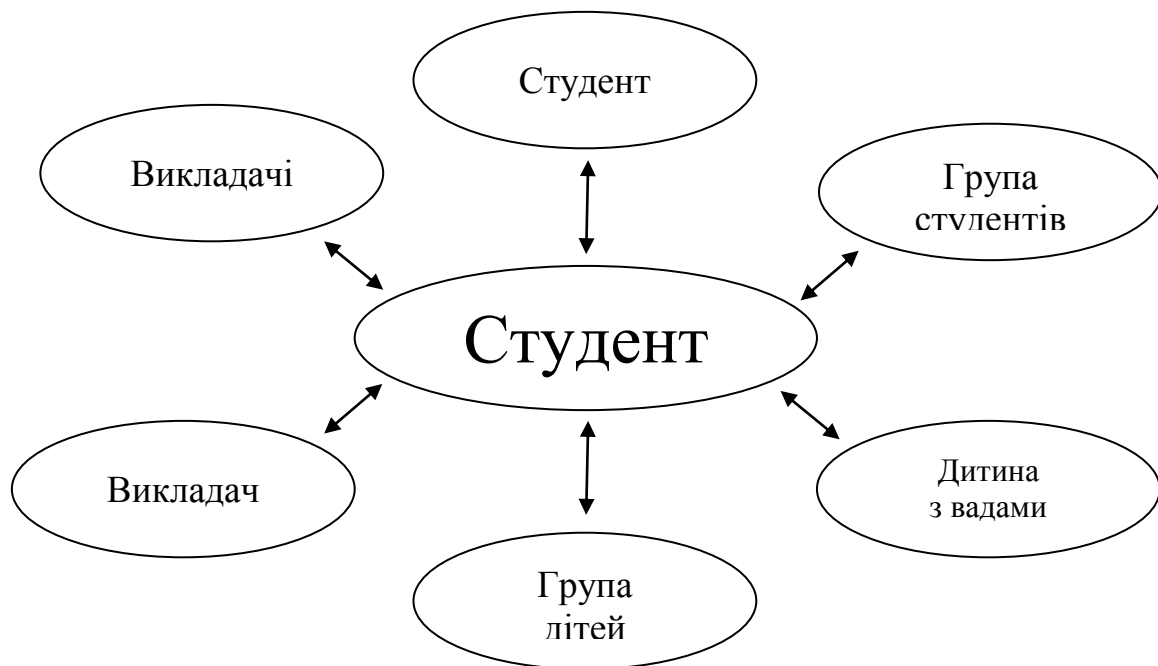 Студент
Викладачі
Група
студентів
Студент
Викладач
Дитина
з вадами
Група
дітей